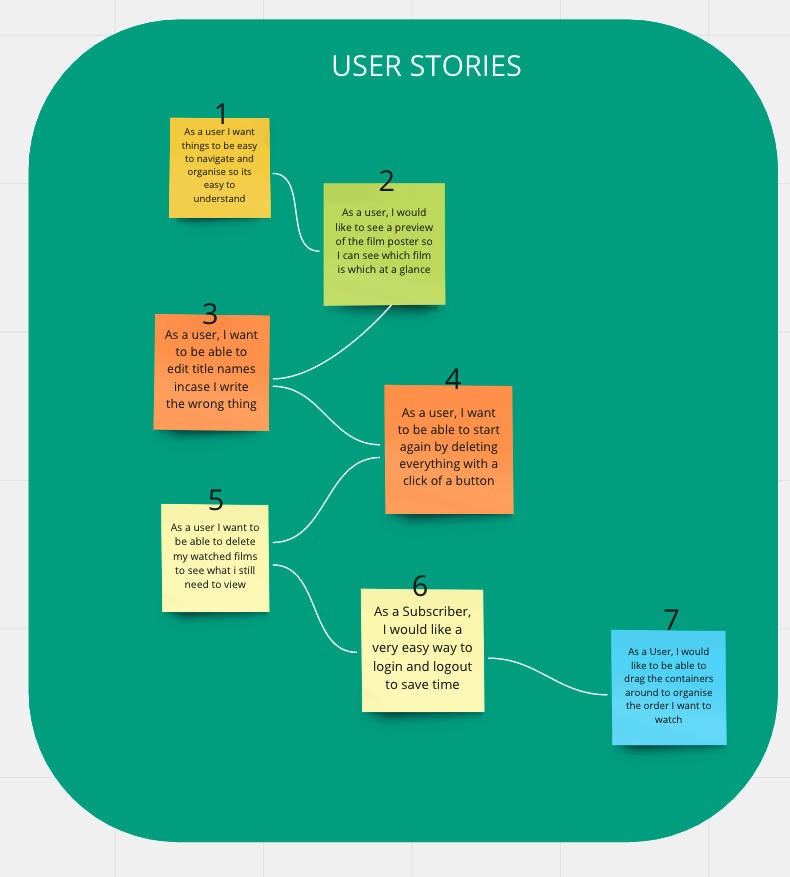 USER STORIES
1
As a user I want
things to be easy
to navigate and
organise so its
easy to
understand
2
As a user, I would
like to see a preview
of the film poster so
I can see which film
is which at a glance
3
As a user, I want
to be able to
edit title names
incase I write
the wrong thing
4
As a user, I want
to be able to start
again by deleting
everything with a
click of a button
5
As a user I want to
be able to delete
my watched films
to see what i still
need to view
6
As a Subscriber,
I would like a
very easy way to
login and logout
to save time
7
As a User, I would
like to be able to
drag the containers
around to organise
the order I want to
watch